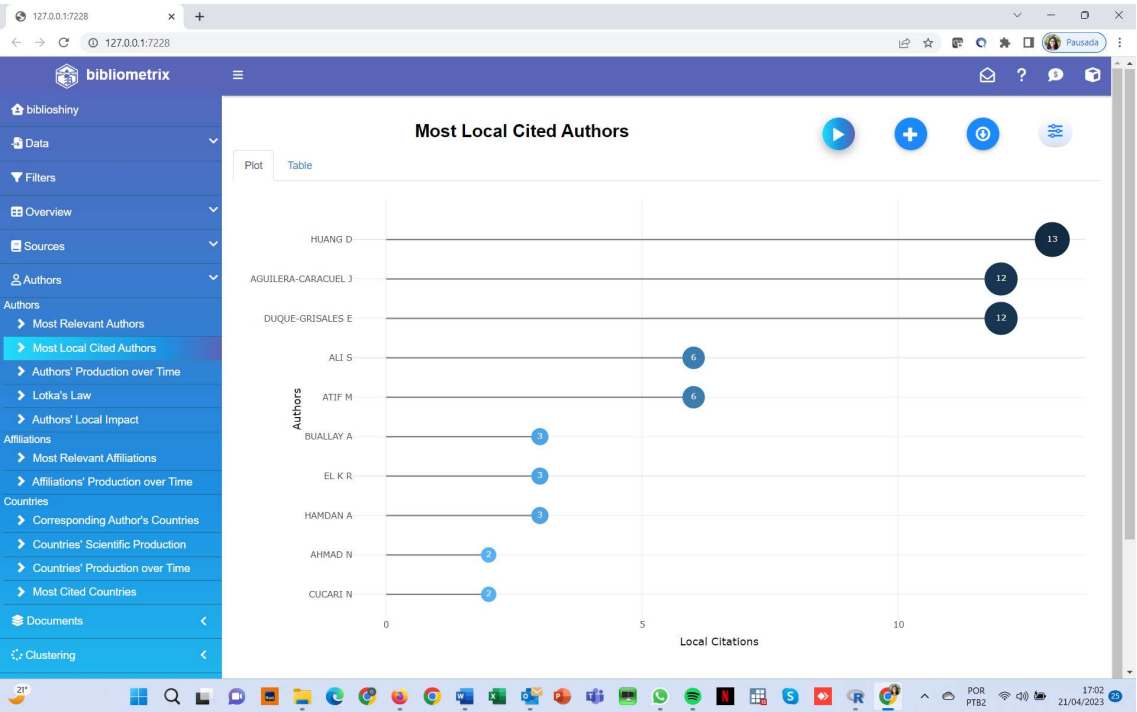 127.0.0.1:7228
127.0.0.1:7228
Pausada
bibliometrix
biblioshiny
Data
Filters
Overview
Sources
Authors
Authors
Most Relevant Authors
Most Local Cited Authors
Authors' Production over Time
Lotka's Law
Authors' Local Impact
Affiliations
Most Relevant Affiliations
Affiliations' Production over Time
Countries
Corresponding Author's Countries
Countries' Scientific Production
Countries' Production over Time
Most Cited Countries
Documents
Clustering
Most Local Cited Authors
Plot Table
HUANG D 13
AGUILERA-CARACUEL J 12
DUQUE-GRISALES E 12
ALI S 6
ATIF M 6
BUALLAY A 3
EL K R 3
HAMDAN A 3
AHMAD N 2
CUCARI N 2
Authors
0 5 10
Local Citations
21°
POR
PTB2
17:02
21/04/2023